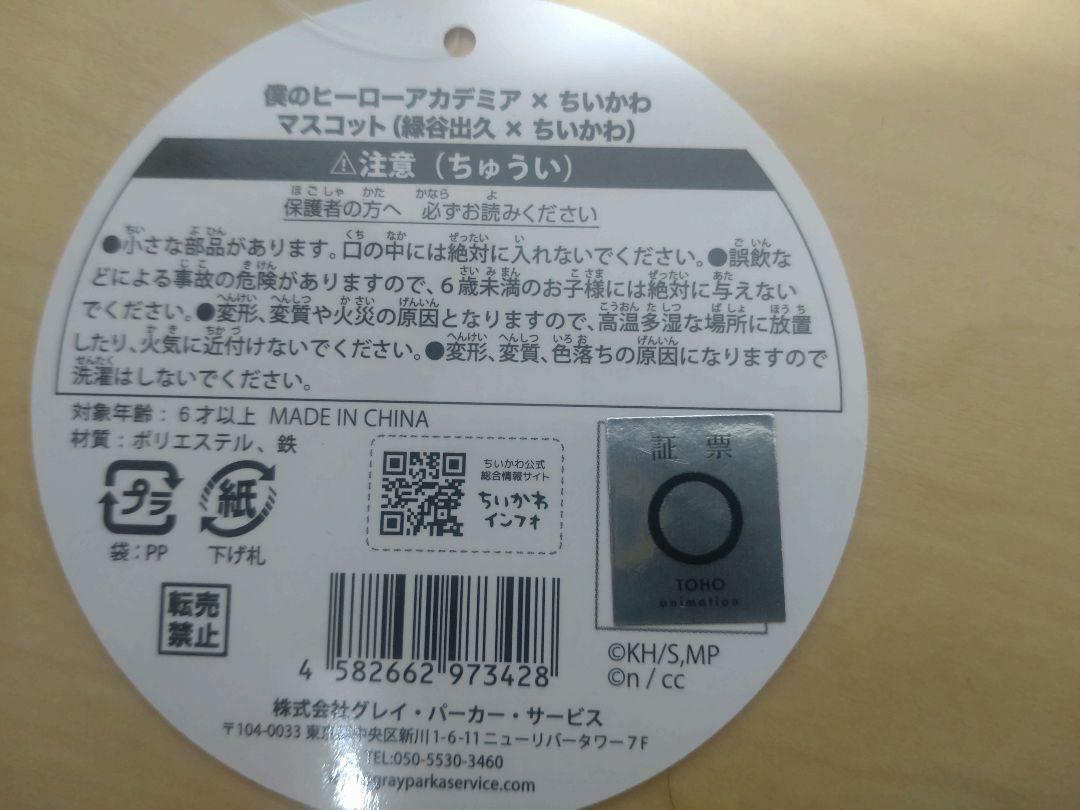 僕のヒーローアカデミア × ちいかわ
マスコット（緑谷出久 × ちいかわ）
⚠注意（ちゅうい）
保護者の方へ 必ずお読みください
●小さな部品があります。口の中には絶対に入れないでください。●誤飲な
どによる事故の危険がありますので、６歳未満のお子様には絶対に与えない
でください。●変形、変質や火災の原因となりますので、高温多湿な場所に放置
したり、火気に近付けないでください。●変形、変質、色落ちの原因になりますので
洗濯はしないでください。
対象年齢：６才以上 MADE IN CHINA
材質：ポリエステル、鉄
プラ
袋：PP
紙
下げ札
ちいかわ公式
総合情報サイト
ちいかわ
インフォ
証票
TOHO
animation
転売
禁止
4 582662 973428
©KH/S,MP
©n / cc
株式会社グレイ・パーカー・サービス
〒104-0033 東京 中央区新川1-6-11ニューリバータワー７F
TEL:050-5530-3460
grayparkaservice.com